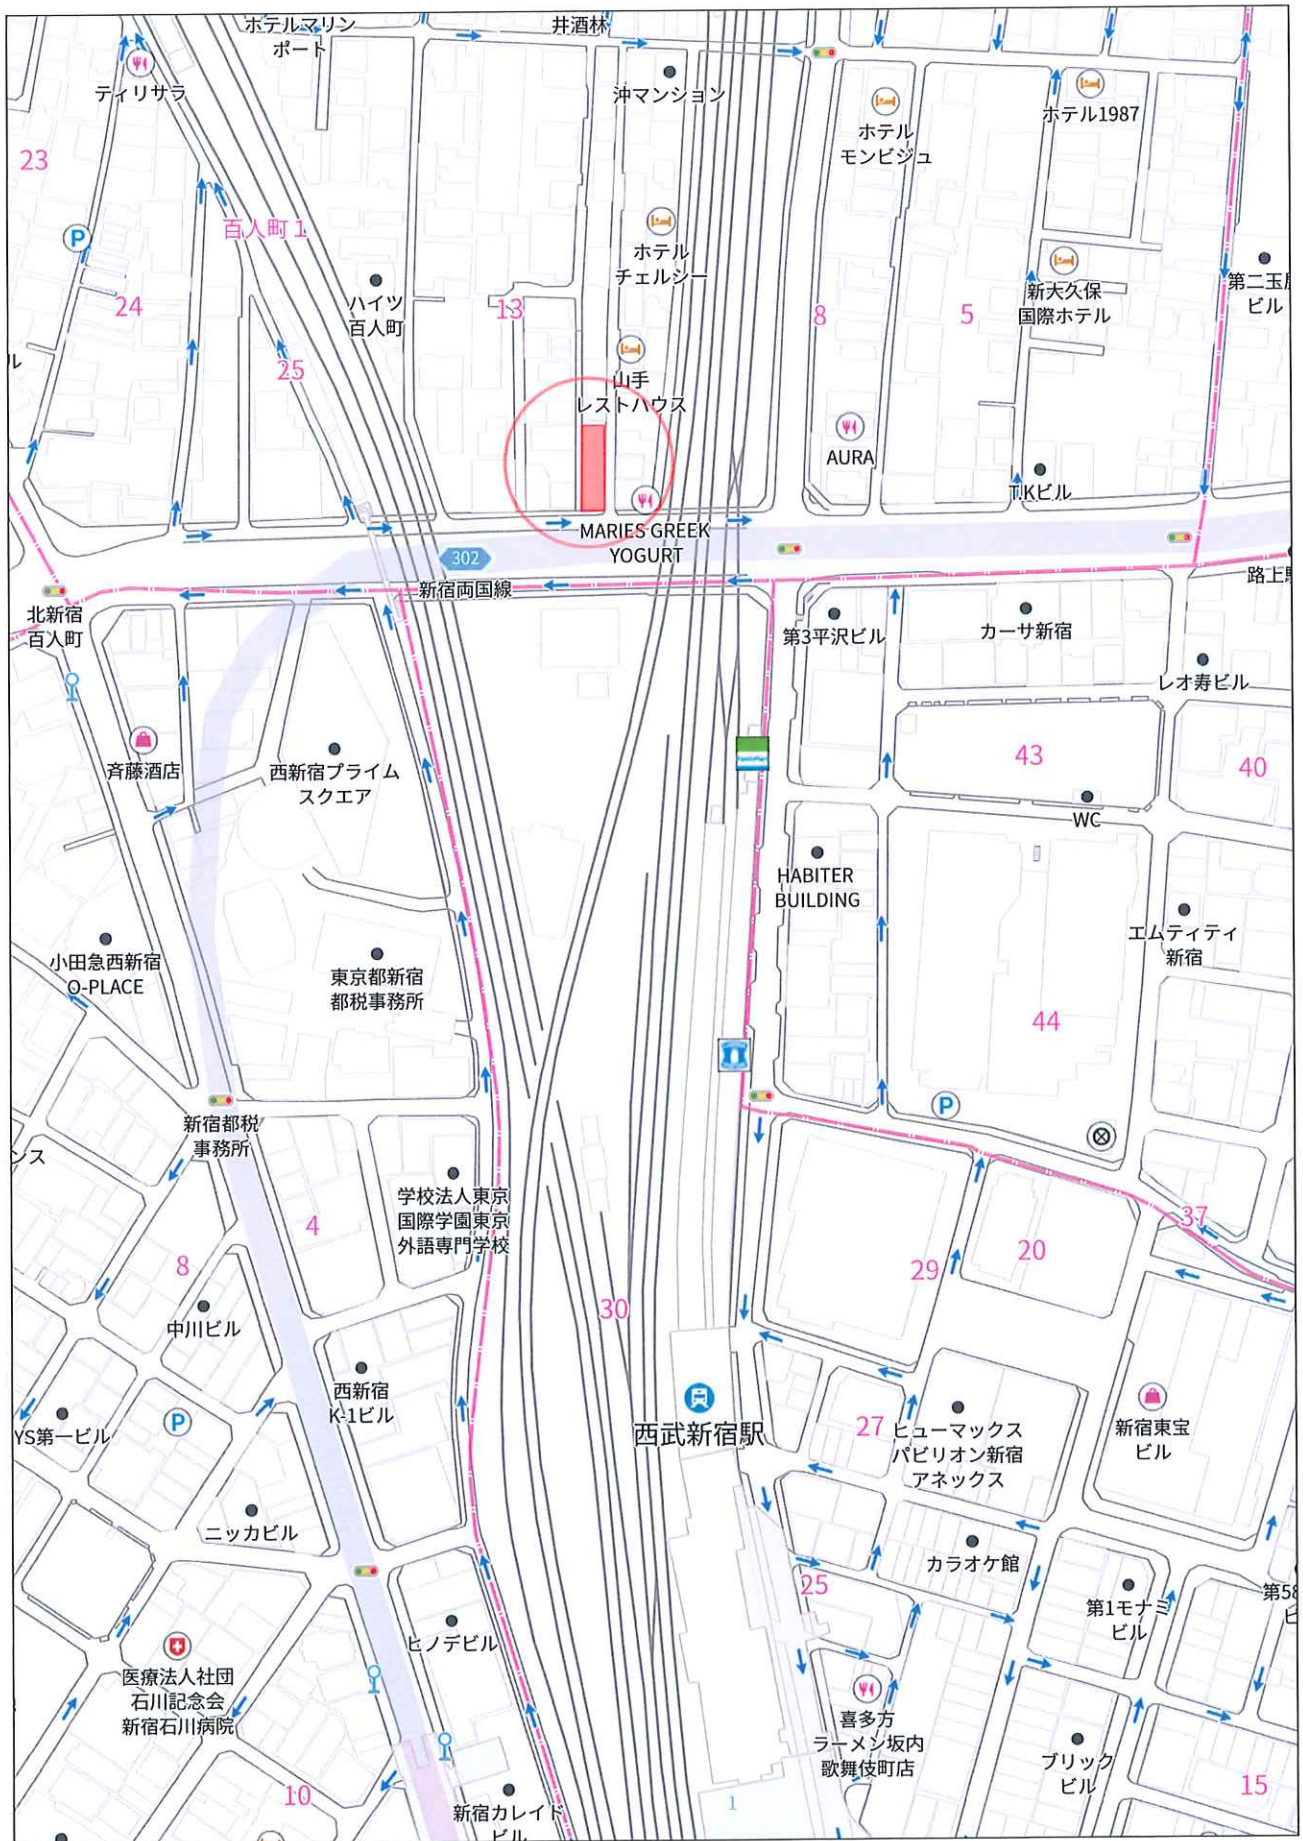 ホテルマリン
ポート
井酒林
ティリサラ
沖マンション
ホテル
モンビジュ
ホテル1987
23
百人町1
P
ハイツ
百人町
ホテル
チェルシー
24
13
8
5
新大久保
国際ホテル
第二玉
ビル
ル
25
山手
レストハウス
AURA
T.Kビル
MARIES GREEK
YOGURT
302
新宿両国線
路上
北新宿
百人町
第3平沢ビル
カーサ新宿
レオ寿ビル
斉藤酒店
西新宿プライム
スクエア
FamilyMart
43
40
WC
HABITER
BUILDING
小田急西新宿
O-PLACE
東京都新宿
都税事務所
エムティティ
新宿
44
P
新宿都税
事務所
ンス
学校法人東京
国際学園東京
外語専門学校
4
8
37
20
29
30
中川ビル
西新宿
K-1ビル
YS第一ビル
P
西武新宿駅
27
ヒューマックス
パビリオン新宿
アネックス
新宿東宝
ビル
ニッカビル
カラオケ館
25
第1モナミ
ビル
第58
ビ
ヒノデビル
医療法人社団
石川記念会
新宿石川病院
喜多方
ラーメン坂内
歌舞伎町店
ブリック
ビル
10
新宿カレイド
ビル
1
15